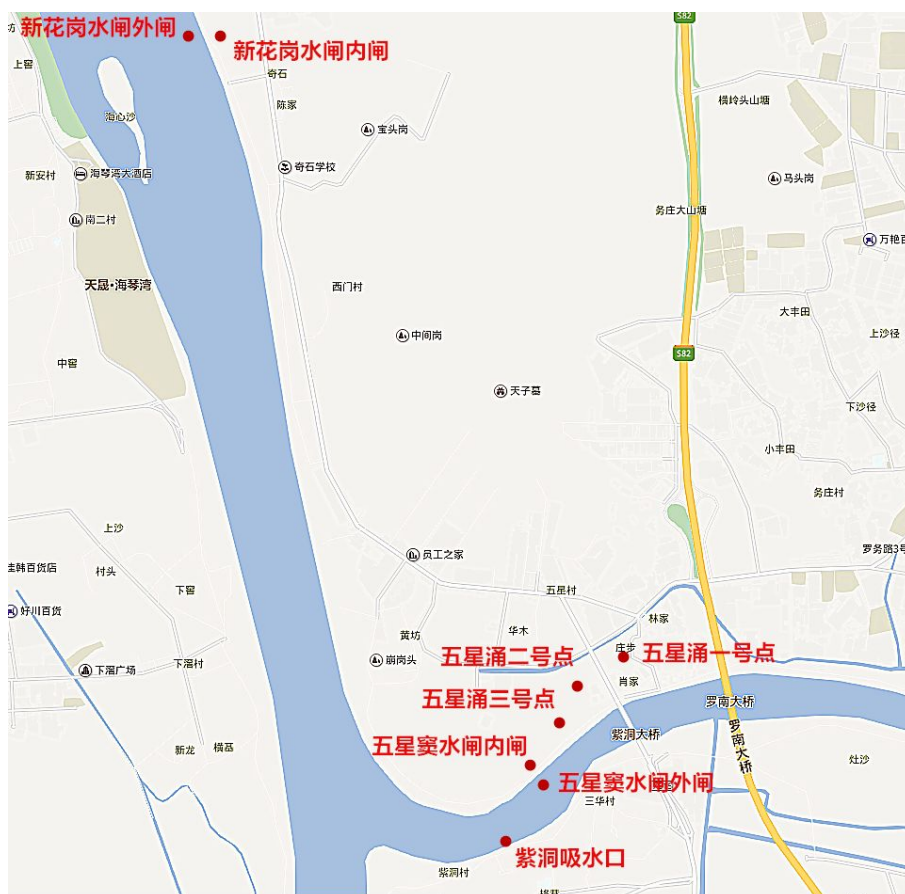 新花岗水闸外闸
S82
坊
新花岗水闸内闸
上窖
奇石
陈家
横岭头山塘
海心沙
宝头岗
奇石学校
新安村
海琴湾大酒店
马头岗
南二村
务庄大山塘
万艳百
天晟·海琴湾
西门村
大丰田
中间岗
上沙径
S82
中窖
天子墓
下沙径
小丰田
务庄村
上沙
员工之家
罗务路3号
佳韩百货店
村头
下窖
五星村
好川百货
林家
华木
黄坊
庄步
五星涌一号点
五星涌二号点
崩岗头
下滘广场
下滘村
肖家
五星涌三号点
罗南大桥
紫洞大桥
新龙
横基
五星窦水闸内闸
罗南大桥
灶沙
五星窦水闸外闸
三华村
紫洞吸水口
紫洞村